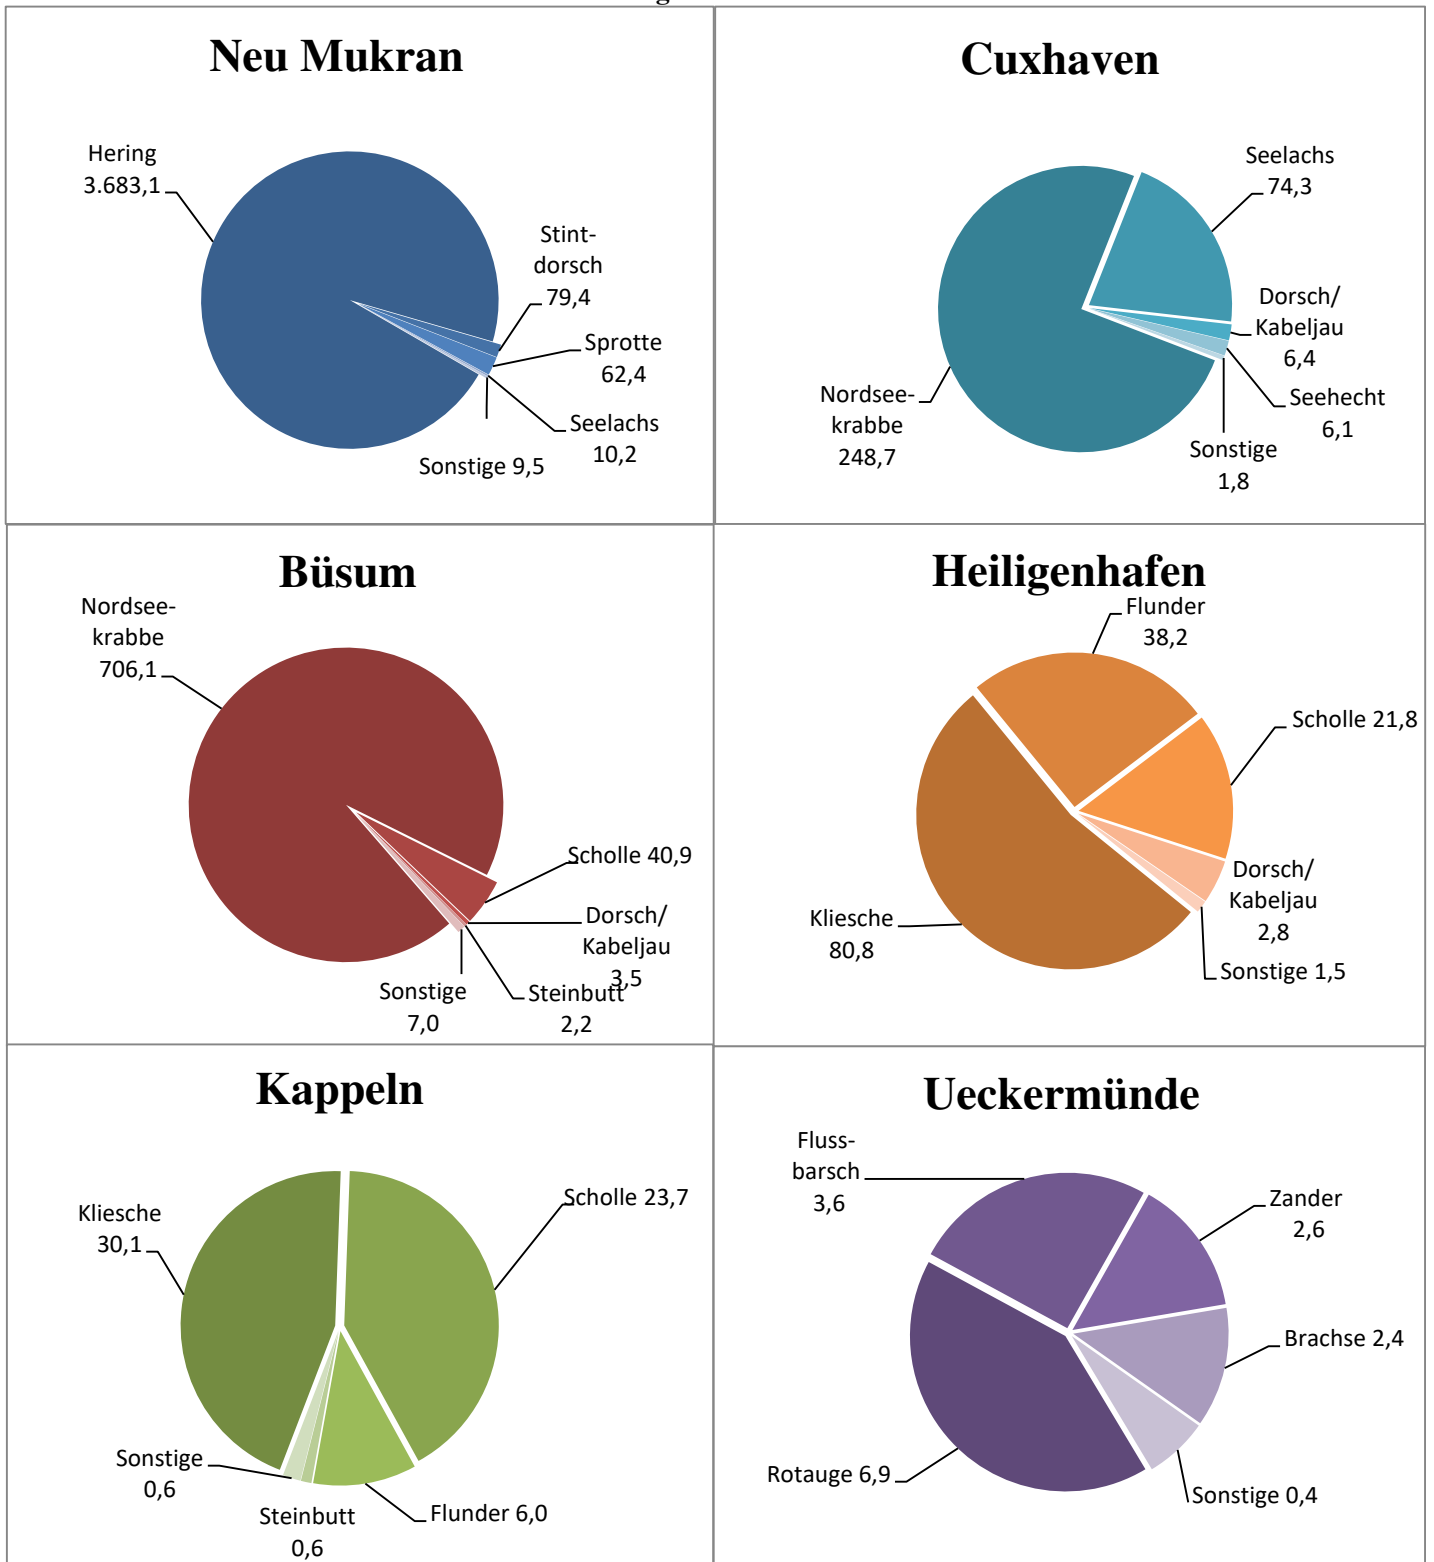 Neu Mukran
Hering
3.683,1
Stint-
dorsch
79,4
Sprotte
62,4
Seelachs
10,2
Sonstige 9,5
Cuxhaven
Seelachs
74,3
Dorsch/
Kabeljau
6,4
Seehecht
6,1
Sonstige
1,8
Nordsee-
krabbe
248,7
Büsum
Nordsee-
krabbe
706,1
Scholle 40,9
Dorsch/
Kabeljau
3,5
Steinbutt
2,2
Sonstige
7,0
Heiligenhafen
Flunder
38,2
Scholle 21,8
Dorsch/
Kabeljau
2,8
Sonstige 1,5
Kliesche
80,8
Kappeln
Kliesche
30,1
Scholle 23,7
Flunder 6,0
Steinbutt
0,6
Sonstige
0,6
Ueckermünde
Fluss-
barsch
3,6
Zander
2,6
Brachse 2,4
Sonstige 0,4
Rotauge 6,9